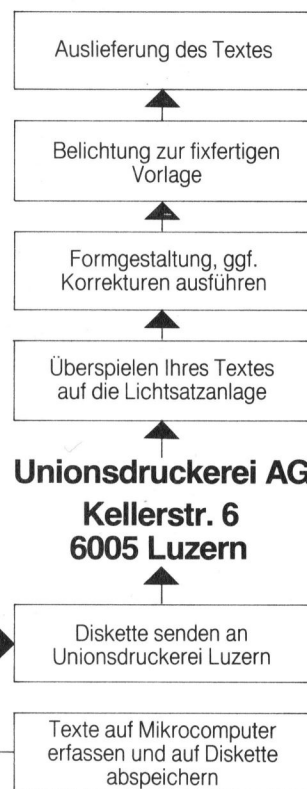 Auslieferung des Textes
Belichtung zur fixfertigen
Vorlage
Formgestaltung, ggf.
Korrekturen ausführen
Überspielen Ihres Textes
auf die Lichtsatzanlage
Unionsdruckerei AG
Kellerstr. 6
6005 Luzern
Diskette senden an
Unionsdruckerei Luzern
Texte auf Mikrocomputer
erfassen und auf Diskette
abspeichern